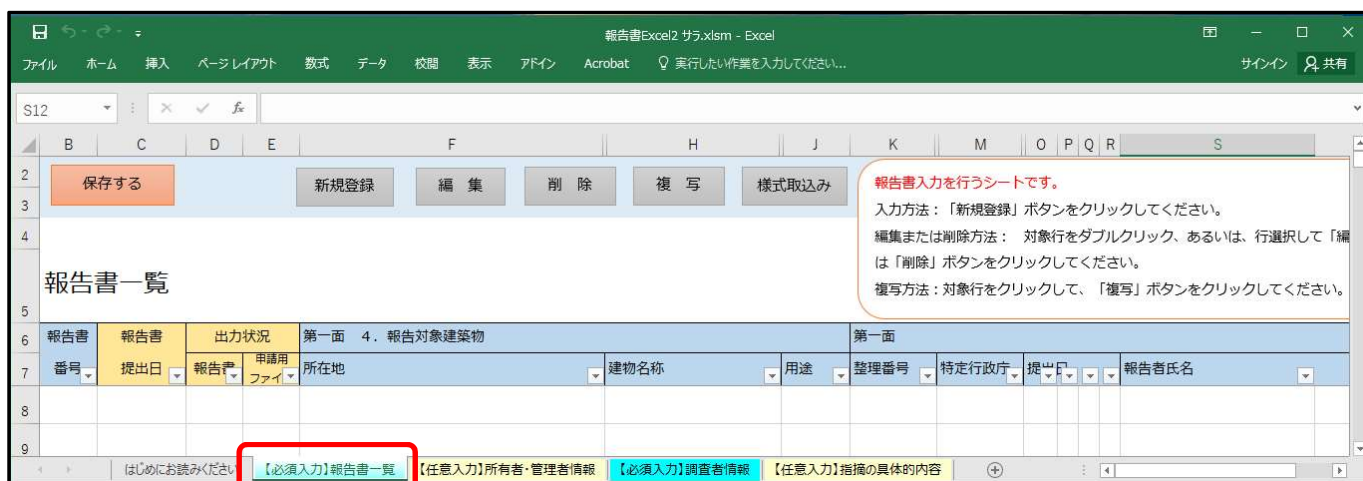 報告書Excel2 サラ.xlsm - Excel
ファイル ホーム 挿入 ページ レイアウト 数式 データ 校閲 表示 アドイン Acrobat 実行したい作業を入力してください... サインイン 共有
S12 fx
B C D E F H J K M O P Q R S
2 保存する 新規登録 編 集 削 除 複 写 様式取込み
3
報告書入力を行うシートです。
入力方法：「新規登録」ボタンをクリックしてください。
4
編集または削除方法： 対象行をダブルクリック、あるいは、行選択して「編
は「削除」ボタンをクリックしてください。
複写方法：対象行をクリックして、「複写」ボタンをクリックしてください。
5 報告書一覧
6 報告書 報告書 出力状況 第一面 4．報告対象建築物 第一面
7 番号 提出日 報告書 申請用 所在地 建物名称 用途 整理番号 特定行政庁 提出日 報告者氏名
ファイ
8
9
はじめにお読みください 【必須入力】報告書一覧 【任意入力】所有者・管理者情報 【必須入力】調査者情報 【任意入力】指摘の具体的内容